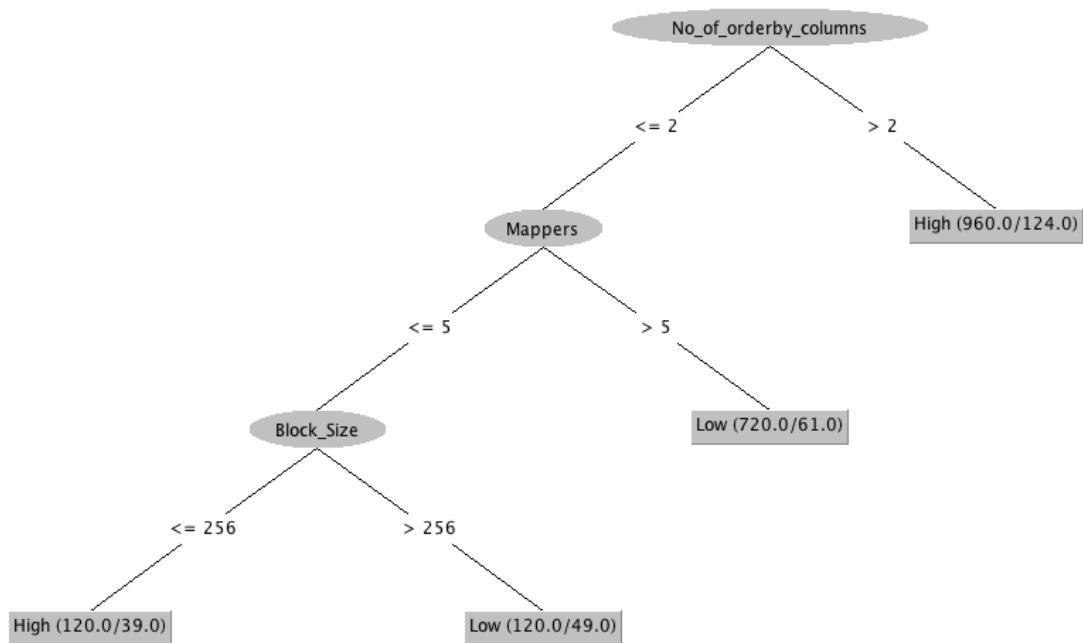 No_of_orderby_columns
<= 2
> 2
Mappers
High (960.0/124.0)
<= 5
> 5
Block_Size
Low (720.0/61.0)
<= 256
> 256
High (120.0/39.0)
Low (120.0/49.0)